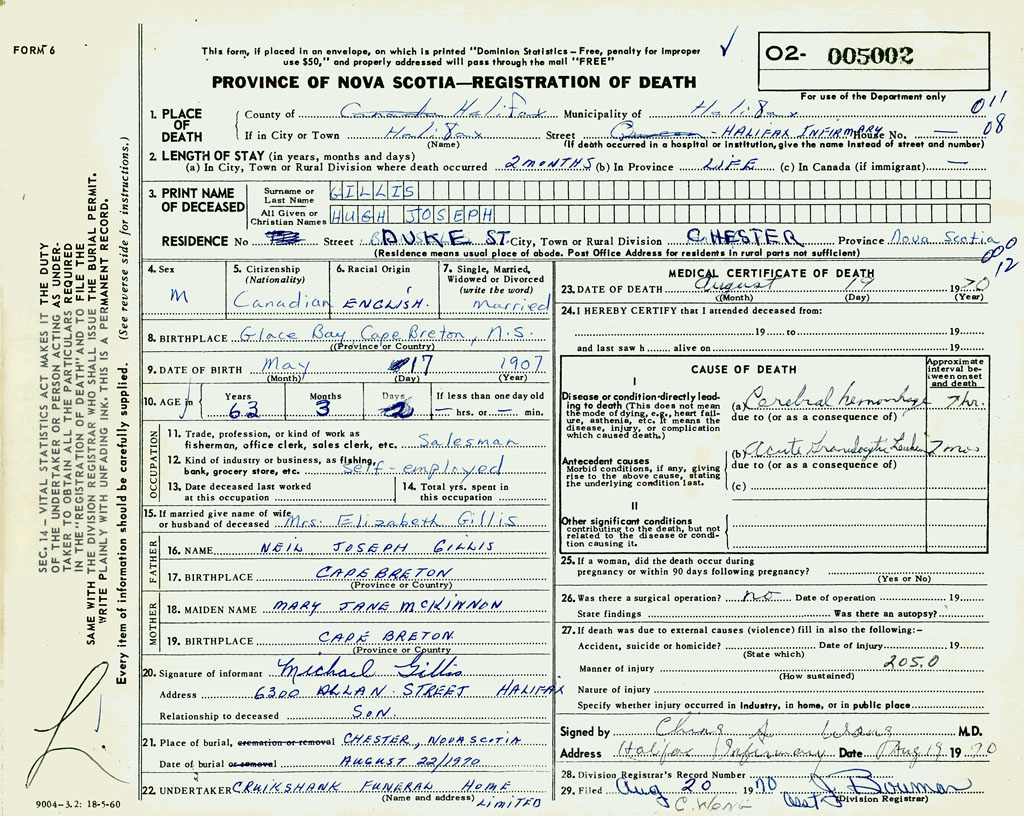 FORM 6
This form, if placed in an envelope, on which is printed "Dominion Statistics – Free, penalty for improper
use $50," and properly addressed will pass through the mail "FREE"
PROVINCE OF NOVA SCOTIA—REGISTRATION OF DEATH
O2- 005002
For use of the Department only
011
08
1. PLACE OF DEATH
County of Halifax Municipality of Halifax
If in City or Town Halifax Street - HALIFAX INFIRMARY House No. —
(Name) (If death occurred in a hospital or institution, give the name instead of street and number)
2. LENGTH OF STAY (in years, months and days)
(a) In City, Town or Rural Division where death occurred 2 MONTHS (b) In Province LIFE (c) In Canada (if immigrant) —
3. PRINT NAME OF DECEASED
Surname or Last Name GILLIS
All Given or Christian Names HUGH JOSEPH
RESIDENCE No Street DUKE ST. City, Town or Rural Division CHESTER Province Nova Scotia
(Residence means usual place of abode. Post Office Address for residents in rural parts not sufficient)
000
12
4. Sex M
5. Citizenship (Nationality) Canadian
6. Racial Origin ENGLISH.
7. Single, Married, Widowed or Divorced (write the word) Married
8. BIRTHPLACE Glace Bay Cape Breton, N.S.
(Province or Country)
9. DATE OF BIRTH May 17 1907
(Month) (Day) (Year)
10. AGE Years 63 Months 3 Days 2 If less than one day old — hrs. or — min.
OCCUPATION
11. Trade, profession, or kind of work as
fisherman, office clerk, sales clerk, etc. Salesman
12. Kind of industry or business, as fishing,
bank, grocery store, etc. Self-employed
13. Date deceased last worked
at this occupation
14. Total yrs. spent in
this occupation
15. If married give name of wife
or husband of deceased Mrs. Elizabeth Gillis
FATHER
16. NAME NEIL JOSEPH GILLIS
17. BIRTHPLACE CAPE BRETON
(Province or Country)
MOTHER
18. MAIDEN NAME MARY JANE MCKINNON
19. BIRTHPLACE CAPE BRETON
(Province or Country)
20. Signature of informant Michael Gillis
Address 6300 ALLAN STREET HALIFAX
Relationship to deceased SON.
21. Place of burial, cremation or removal CHESTER, NOVA SCOTIA
Date of burial or removal AUGUST 22/1970
22. UNDERTAKER CRUIKSHANK FUNERAL HOME LIMITED
(Name and address)
MEDICAL CERTIFICATE OF DEATH
23. DATE OF DEATH August 19 1970
(Month) (Day) (Year)
24. I HEREBY CERTIFY that I attended deceased from:
19 to 19
and last saw h alive on 19
CAUSE OF DEATH
Approximate interval between onset and death
I
Disease or condition directly leading to death (This does not mean
the mode of dying, e.g., heart failure, asthenia, etc. It means the
disease, injury, or complication
which caused death.)
(a) Cerebral hemorrhage 7 hr.
due to (or as a consequence of)
Antecedent causes
Morbid conditions, if any, giving
rise to the above cause, stating
the underlying condition last.
(b) Acute Granulocytic Leukemia 2 mos
due to (or as a consequence of)
(c)
II
Other significant conditions
contributing to the death, but not
related to the disease or condition causing it.
25. If a woman, did the death occur during
pregnancy or within 90 days following pregnancy?
(Yes or No)
26. Was there a surgical operation? no Date of operation 19
State findings Was there an autopsy?
27. If death was due to external causes (violence) fill in also the following:–
Accident, suicide or homicide? Date of injury 19
(State which)
Manner of injury 205.0
(How sustained)
Nature of injury
Specify whether injury occurred in industry, in home, or in public place
Signed by Ching S Wong M.D.
Address Halifax Infirmary Date Aug 19 1970
28. Division Registrar's Record Number
29. Filed Aug 20 1970 J Bowman
C. Wong Asst (Division Registrar)
SEC. 14 – VITAL STATISTICS ACT MAKES IT THE DUTY
OF THE UNDERTAKER OR PERSON ACTING AS UNDER-
TAKER TO OBTAIN ALL THE PARTICULARS REQUIRED
IN THE "REGISTRATION OF DEATH" AND TO FILE THE
SAME WITH THE DIVISION REGISTRAR WHO SHALL ISSUE THE BURIAL PERMIT.
WRITE PLAINLY WITH UNFADING INK. THIS IS A PERMANENT RECORD.
Every item of information should be carefully supplied. (See reverse side for instructions.)
9004-3.2: 18-5-60